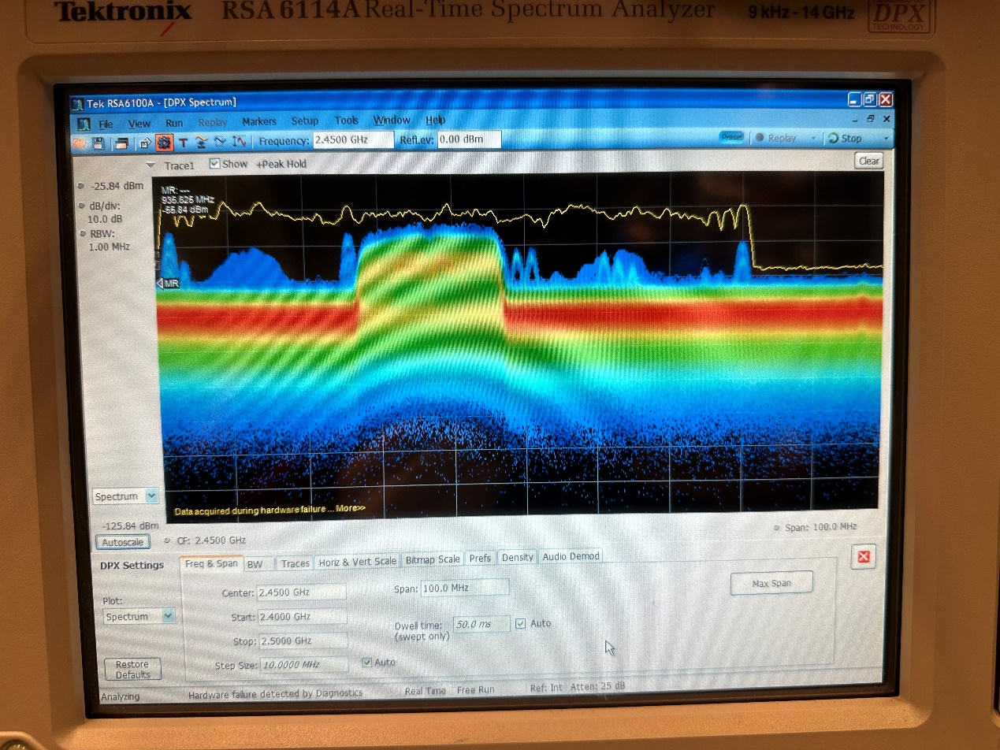 Tektronix RSA 6114A Real-Time Spectrum Analyzer 9 kHz - 14 GHz
DPX
TECHNOLOGY
Tek RSA6100A - [DPX Spectrum]
File View Run Replay Markers Setup Tools Window Help
Frequency: 2.4500 GHz RefLev: 0.00 dBm Preset Replay Stop
Trace1 Show +Peak Hold Clear
-25.84 dBm
dB/div:
10.0 dB
RBW:
1.00 MHz
MR: ---
935.625 MHz
-55.84 dBm
MR
Spectrum
Data acquired during hardware failure ... More>>
-125.84 dBm
Autoscale CF: 2.4500 GHz Span: 100.0 MHz
DPX Settings
Freq & Span BW Traces Horiz & Vert Scale Bitmap Scale Prefs Density Audio Demod
Center: 2.4500 GHz Span: 100.0 MHz Max Span
Plot:
Spectrum
Start: 2.4000 GHz
Dwell time: 50.0 ms Auto
(swept only)
Stop: 2.5000 GHz
Step Size: 10.0000 MHz Auto
Restore
Defaults
Analyzing Hardware failure detected by Diagnostics Real Time Free Run Ref: Int Atten: 25 dB